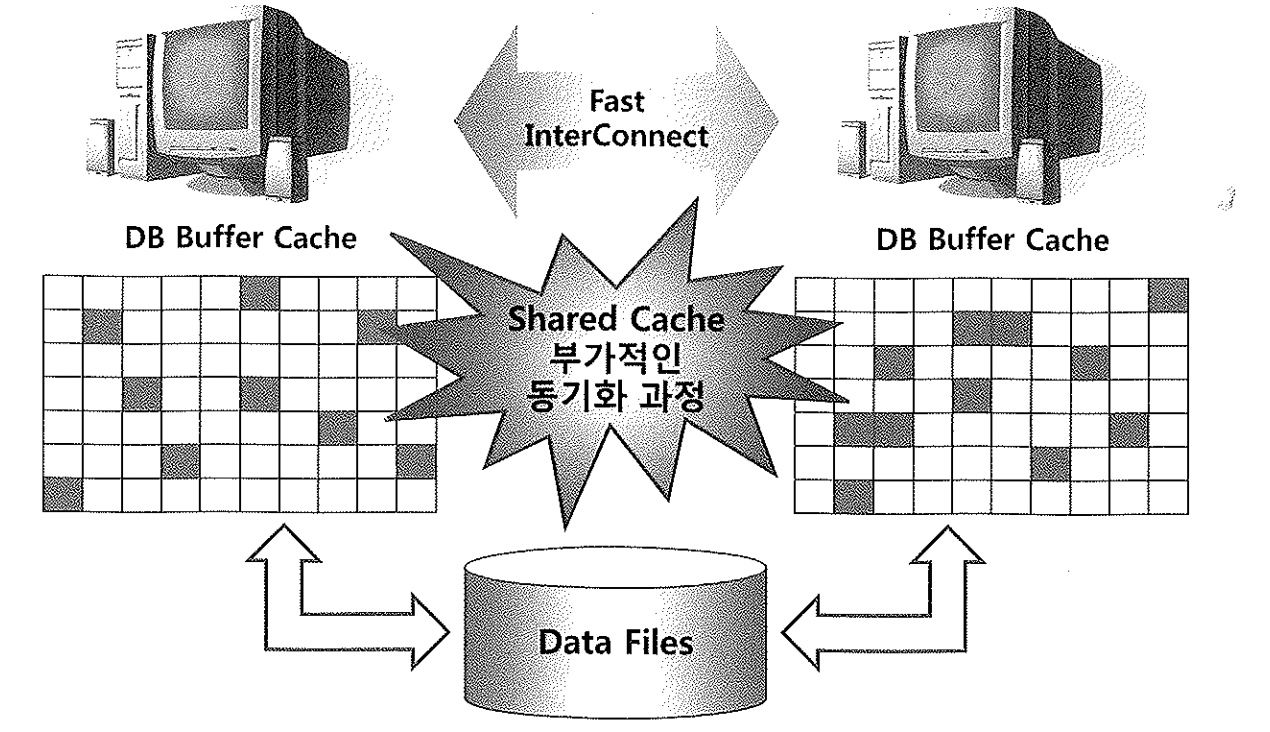 Fast
InterConnect
DB Buffer Cache
DB Buffer Cache
Shared Cache
부가적인
동기화 과정
Data Files